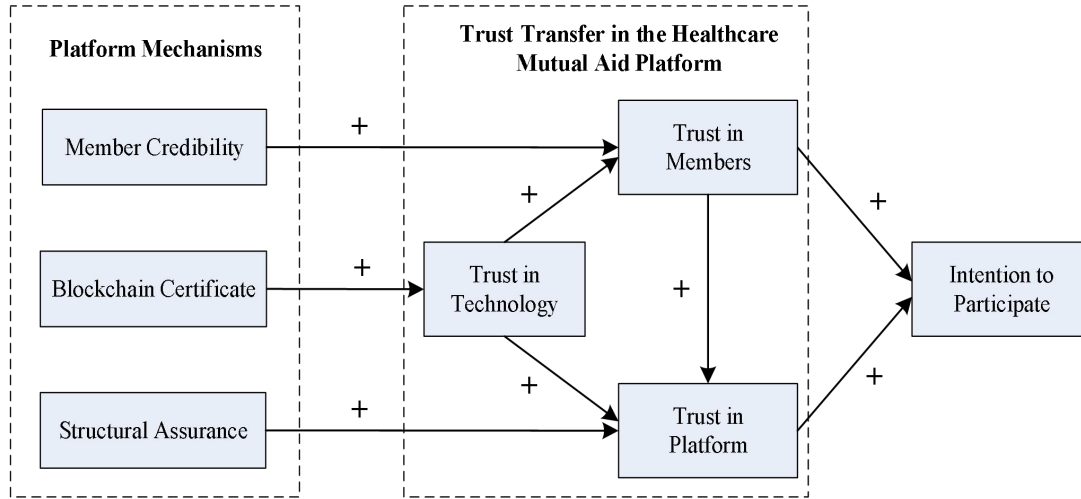 Platform Mechanisms
Trust Transfer in the Healthcare
Mutual Aid Platform
Member Credibility
+
Trust in
Members
+
+
Blockchain Certificate
+
Trust in
Technology
+
Intention to
Participate
+
+
Structural Assurance
+
Trust in
Platform